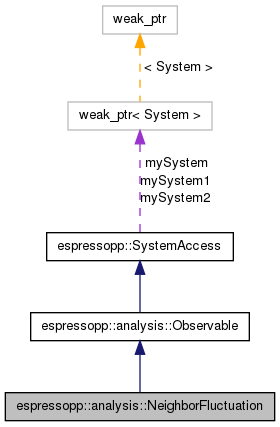 weak_ptr
< System >
weak_ptr< System >
mySystem
mySystem1
mySystem2
espressopp::SystemAccess
espressopp::analysis::Observable
espressopp::analysis::NeighborFluctuation